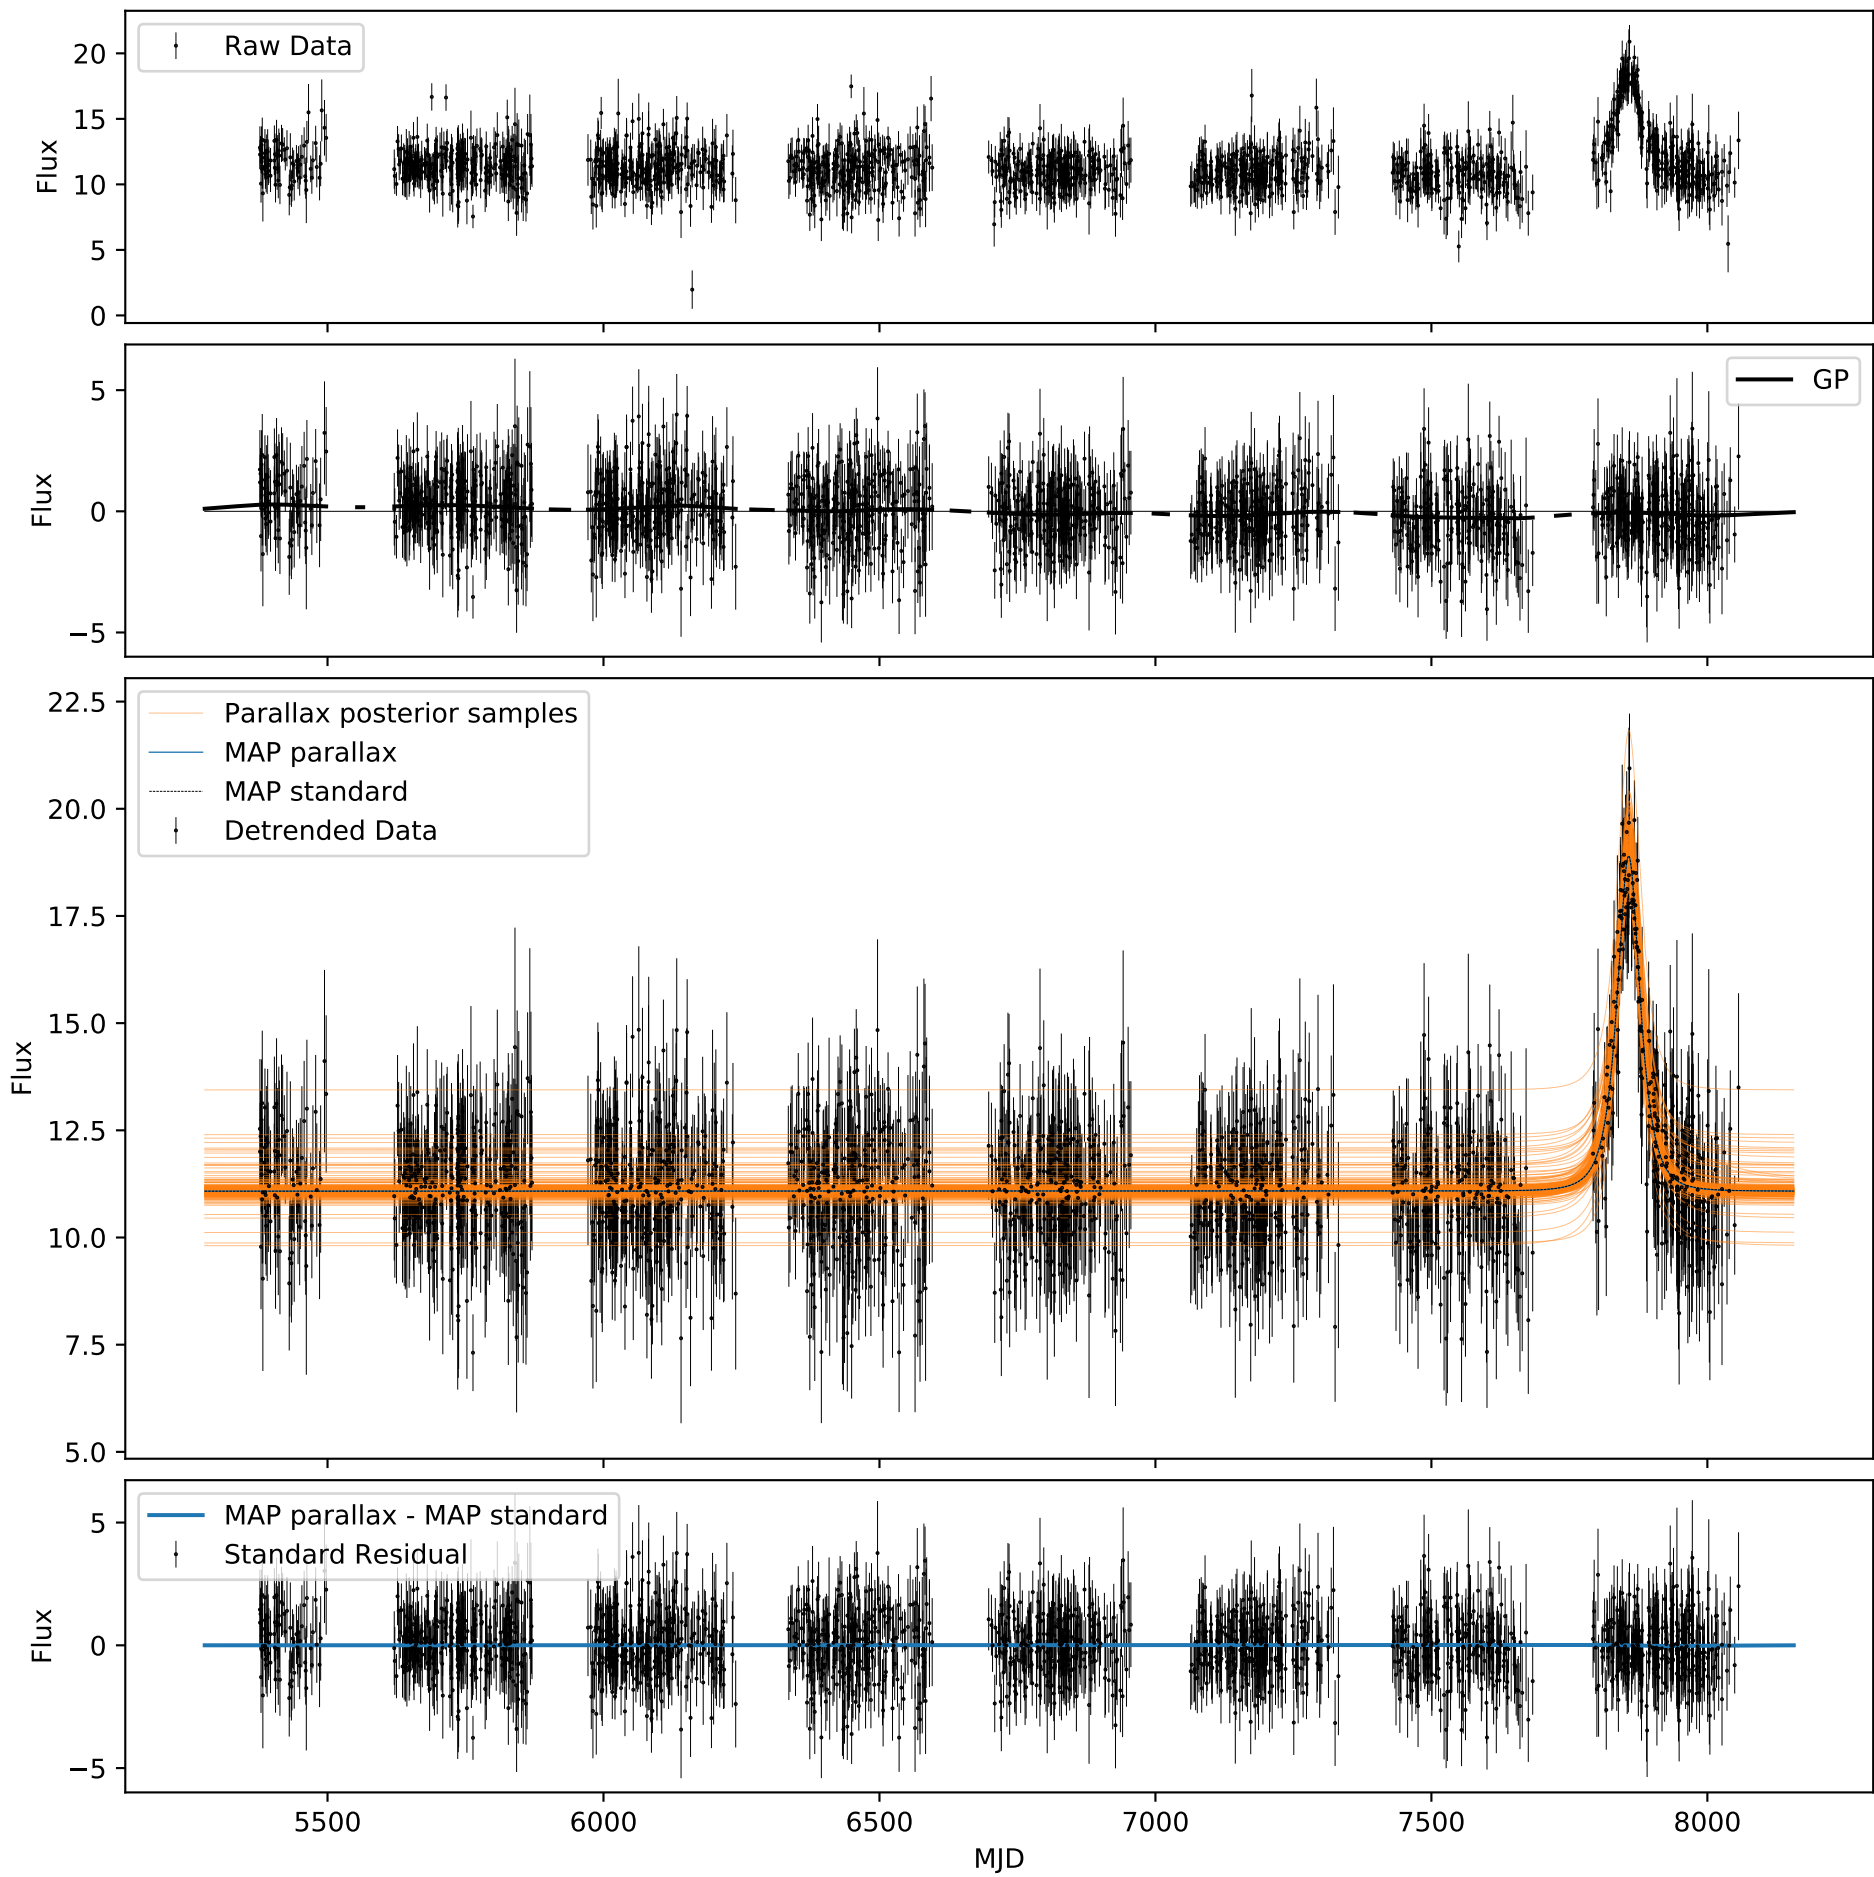 Raw Data
20
15
10
5
0
Flux
GP
5
0
−5
Flux
Parallax posterior samples
MAP parallax
MAP standard
Detrended Data
22.5
20.0
17.5
15.0
12.5
10.0
7.5
5.0
Flux
MAP parallax - MAP standard
Standard Residual
5
0
−5
Flux
5500 6000 6500 7000 7500 8000
MJD